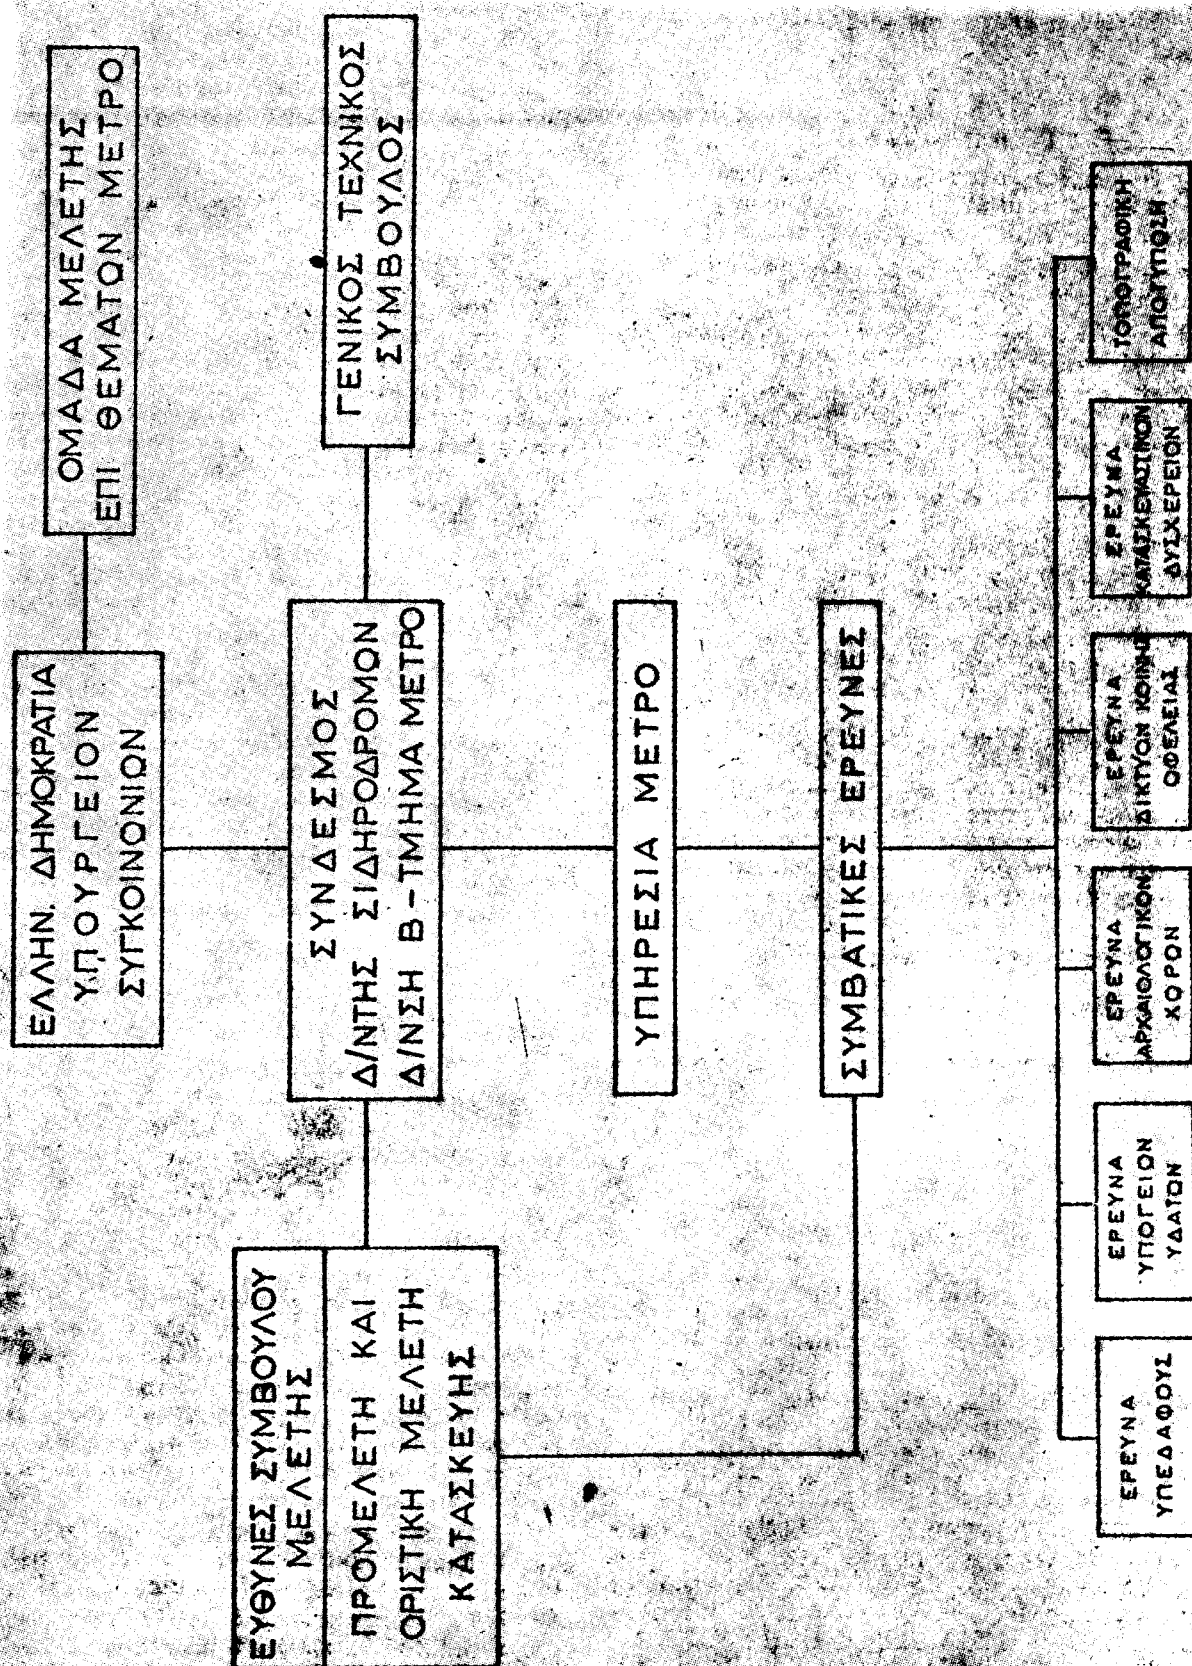 ΕΛΛΗΝ. ΔΗΜΟΚΡΑΤΙΑ
ΥΠΟΥΡΓΕΙΟΝ
ΣΥΓΚΟΙΝΩΝΙΩΝ
ΟΜΑΔΑ ΜΕΛΕΤΗΣ
ΕΠΙ ΘΕΜΑΤΩΝ ΜΕΤΡΟ
ΕΥΘΥΝΕΣ ΣΥΜΒΟΥΛΟΥ
ΜΕΛΕΤΗΣ
ΠΡΟΜΕΛΕΤΗ ΚΑΙ
ΟΡΙΣΤΙΚΗ ΜΕΛΕΤΗ
ΚΑΤΑΣΚΕΥΗΣ
ΣΥΝΔΕΣΜΟΣ
Δ/ΝΤΗΣ ΣΙΔΗΡΟΔΡΟΜΩΝ
Δ/ΝΣΗ Β-ΤΜΗΜΑ ΜΕΤΡΟ
ΓΕΝΙΚΟΣ ΤΕΧΝΙΚΟΣ
ΣΥΜΒΟΥΛΟΣ
ΥΠΗΡΕΣΙΑ ΜΕΤΡΟ
ΣΥΜΒΑΤΙΚΕΣ ΕΡΕΥΝΕΣ
ΕΡΕΥΝΑ
ΥΠΕΔΑΦΟΥΣ
ΕΡΕΥΝΑ
ΥΠΟΓΕΙΩΝ
ΥΔΑΤΩΝ
ΕΡΕΥΝΑ
ΑΡΧΑΙΟΛΟΓΙΚΩΝ
ΧΩΡΩΝ
ΕΡΕΥΝΑ
ΔΙΚΤΥΩΝ ΚΟΙΝΗΣ
ΩΦΕΛΕΙΑΣ
ΕΡΕΥΝΑ
ΚΑΤΑΣΚΕΥΑΣΤΙΚΩΝ
ΔΥΣΧΕΡΕΙΩΝ
ΤΟΠΟΓΡΑΦΙΚΗ
ΑΠΟΤΥΠΩΣΗ